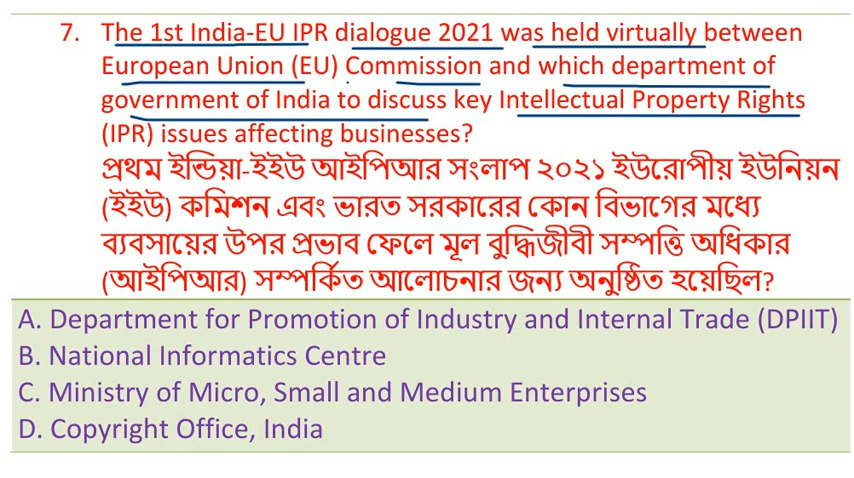 7. The 1st India-EU IPR dialogue 2021 was held virtually between
European Union (EU) Commission and which department of
government of India to discuss key Intellectual Property Rights
(IPR) issues affecting businesses?
প্রথম ইন্ডিয়া-ইইউ আইপিআর সংলাপ ২০২১ ইউরোপীয় ইউনিয়ন
(ইইউ) কমিশন এবং ভারত সরকারের কোন বিভাগের মধ্যে
ব্যবসায়ের উপর প্রভাব ফেলে মূল বুদ্ধিজীবী সম্পত্তি অধিকার
(আইপিআর) সম্পর্কিত আলোচনার জন্য অনুষ্ঠিত হয়েছিল?
A. Department for Promotion of Industry and Internal Trade (DPIIT)
B. National Informatics Centre
C. Ministry of Micro, Small and Medium Enterprises
D. Copyright Office, India